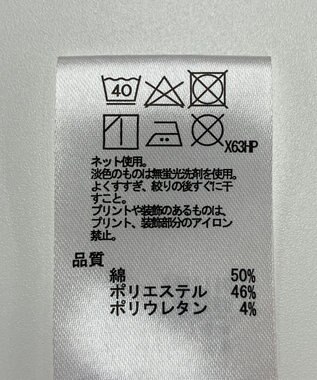 40
X63HP
ネット使用。
淡色のものは無蛍光洗剤を使用。
よくすすぎ、絞りの後すぐに干
すこと。
プリントや装飾のあるものは、
プリント、装飾部分のアイロン
禁止。
品質
綿 50%
ポリエステル 46%
ポリウレタン 4%